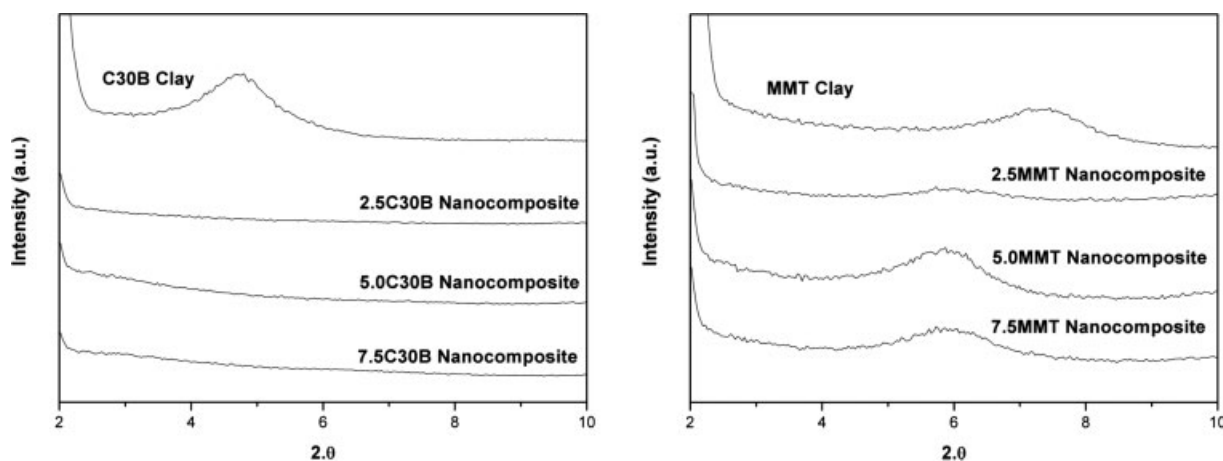 Intensity (a.u.)
C30B Clay
2.5C30B Nanocomposite
5.0C30B Nanocomposite
7.5C30B Nanocomposite
2 4 6 8 10
2.θ
Intensity (a.u.)
MMT Clay
2.5MMT Nanocomposite
5.0MMT Nanocomposite
7.5MMT Nanocomposite
2 4 6 8 10
2.θ